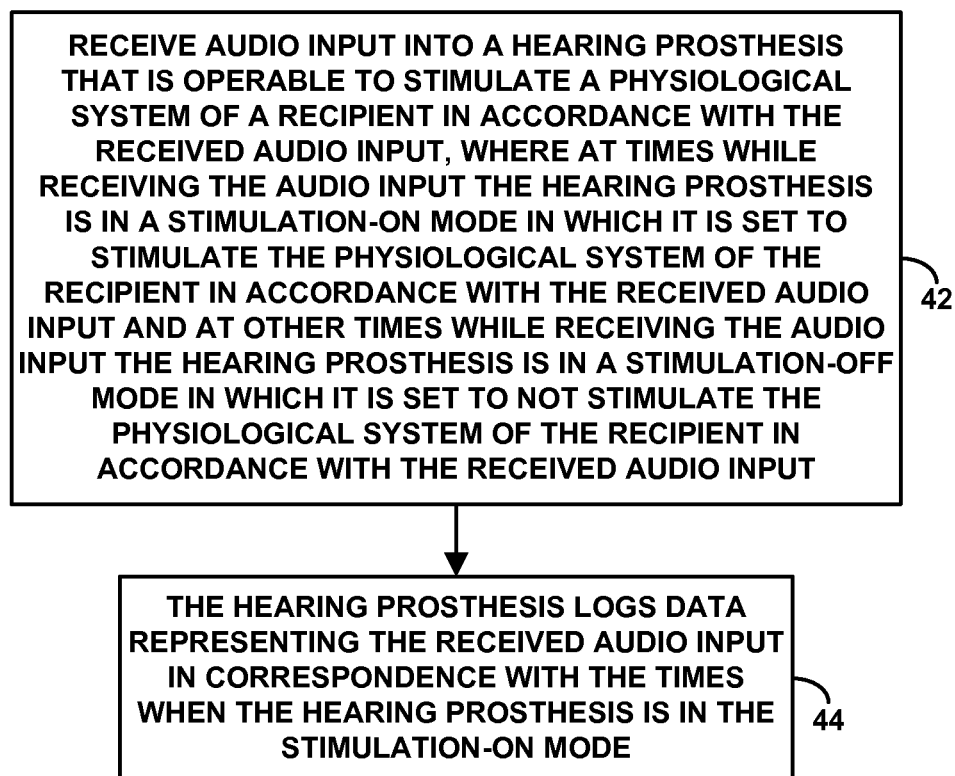 RECEIVE AUDIO INPUT INTO A HEARING PROSTHESIS
THAT IS OPERABLE TO STIMULATE A PHYSIOLOGICAL
SYSTEM OF A RECIPIENT IN ACCORDANCE WITH THE
RECEIVED AUDIO INPUT, WHERE AT TIMES WHILE
RECEIVING THE AUDIO INPUT THE HEARING PROSTHESIS
IS IN A STIMULATION-ON MODE IN WHICH IT IS SET TO
STIMULATE THE PHYSIOLOGICAL SYSTEM OF THE
RECIPIENT IN ACCORDANCE WITH THE RECEIVED AUDIO
INPUT AND AT OTHER TIMES WHILE RECEIVING THE AUDIO
INPUT THE HEARING PROSTHESIS IS IN A STIMULATION-OFF
MODE IN WHICH IT IS SET TO NOT STIMULATE THE
PHYSIOLOGICAL SYSTEM OF THE RECIPIENT IN
ACCORDANCE WITH THE RECEIVED AUDIO INPUT
42
THE HEARING PROSTHESIS LOGS DATA
REPRESENTING THE RECEIVED AUDIO INPUT
IN CORRESPONDENCE WITH THE TIMES
WHEN THE HEARING PROSTHESIS IS IN THE
STIMULATION-ON MODE
44